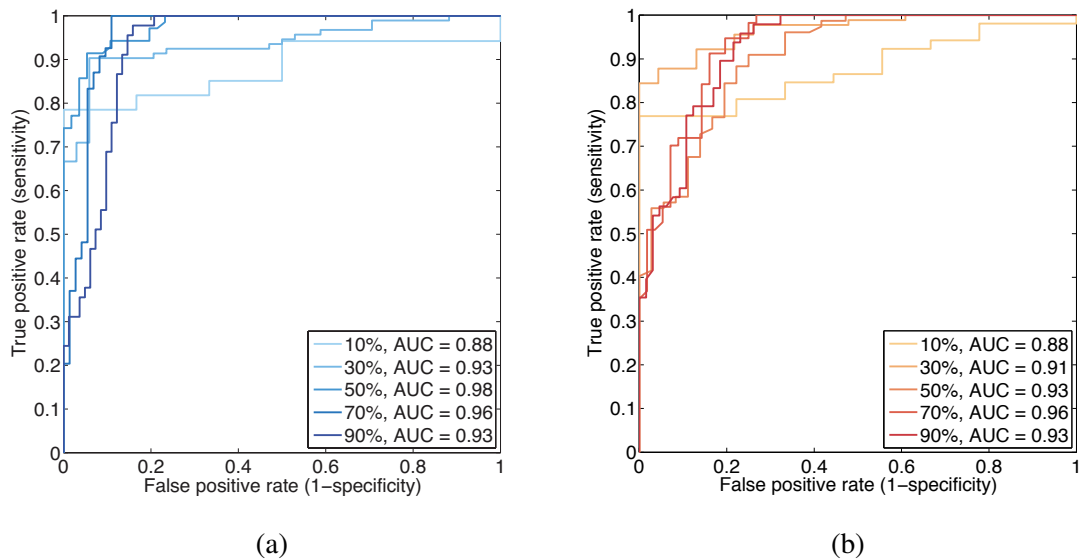 True positive rate (sensitivity)
1
0.9
0.8
0.7
0.6
0.5
0.4
0.3
0.2
0.1
0
0 0.2 0.4 0.6 0.8 1
False positive rate (1−specificity)
10%, AUC = 0.88
30%, AUC = 0.93
50%, AUC = 0.98
70%, AUC = 0.96
90%, AUC = 0.93
(a)
True positive rate (sensitivity)
1
0.9
0.8
0.7
0.6
0.5
0.4
0.3
0.2
0.1
0
0 0.2 0.4 0.6 0.8 1
False positive rate (1−specificity)
10%, AUC = 0.88
30%, AUC = 0.91
50%, AUC = 0.93
70%, AUC = 0.96
90%, AUC = 0.93
(b)